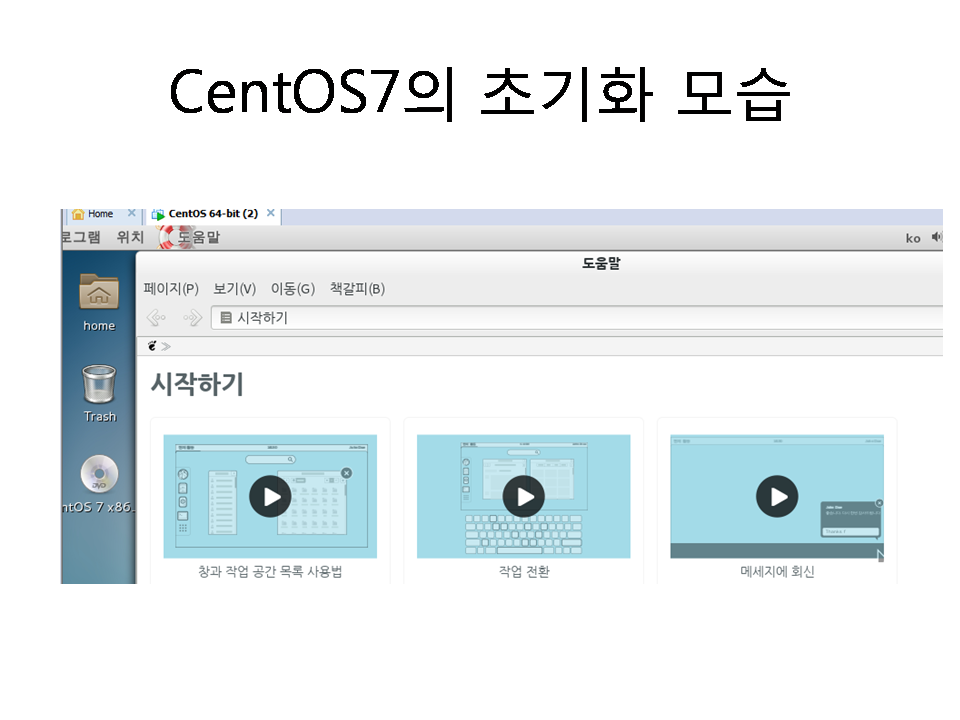 CentOS7의 초기화 모습
Home
CentOS 64-bit (2)
로그램 위치 도움말 ko
도움말
페이지(P) 보기(V) 이동(G) 책갈피(B)
시작하기
home
시작하기
Trash
ntOS 7 x86.
창과 작업 공간 목록 사용법
작업 전환
메세지에 회신